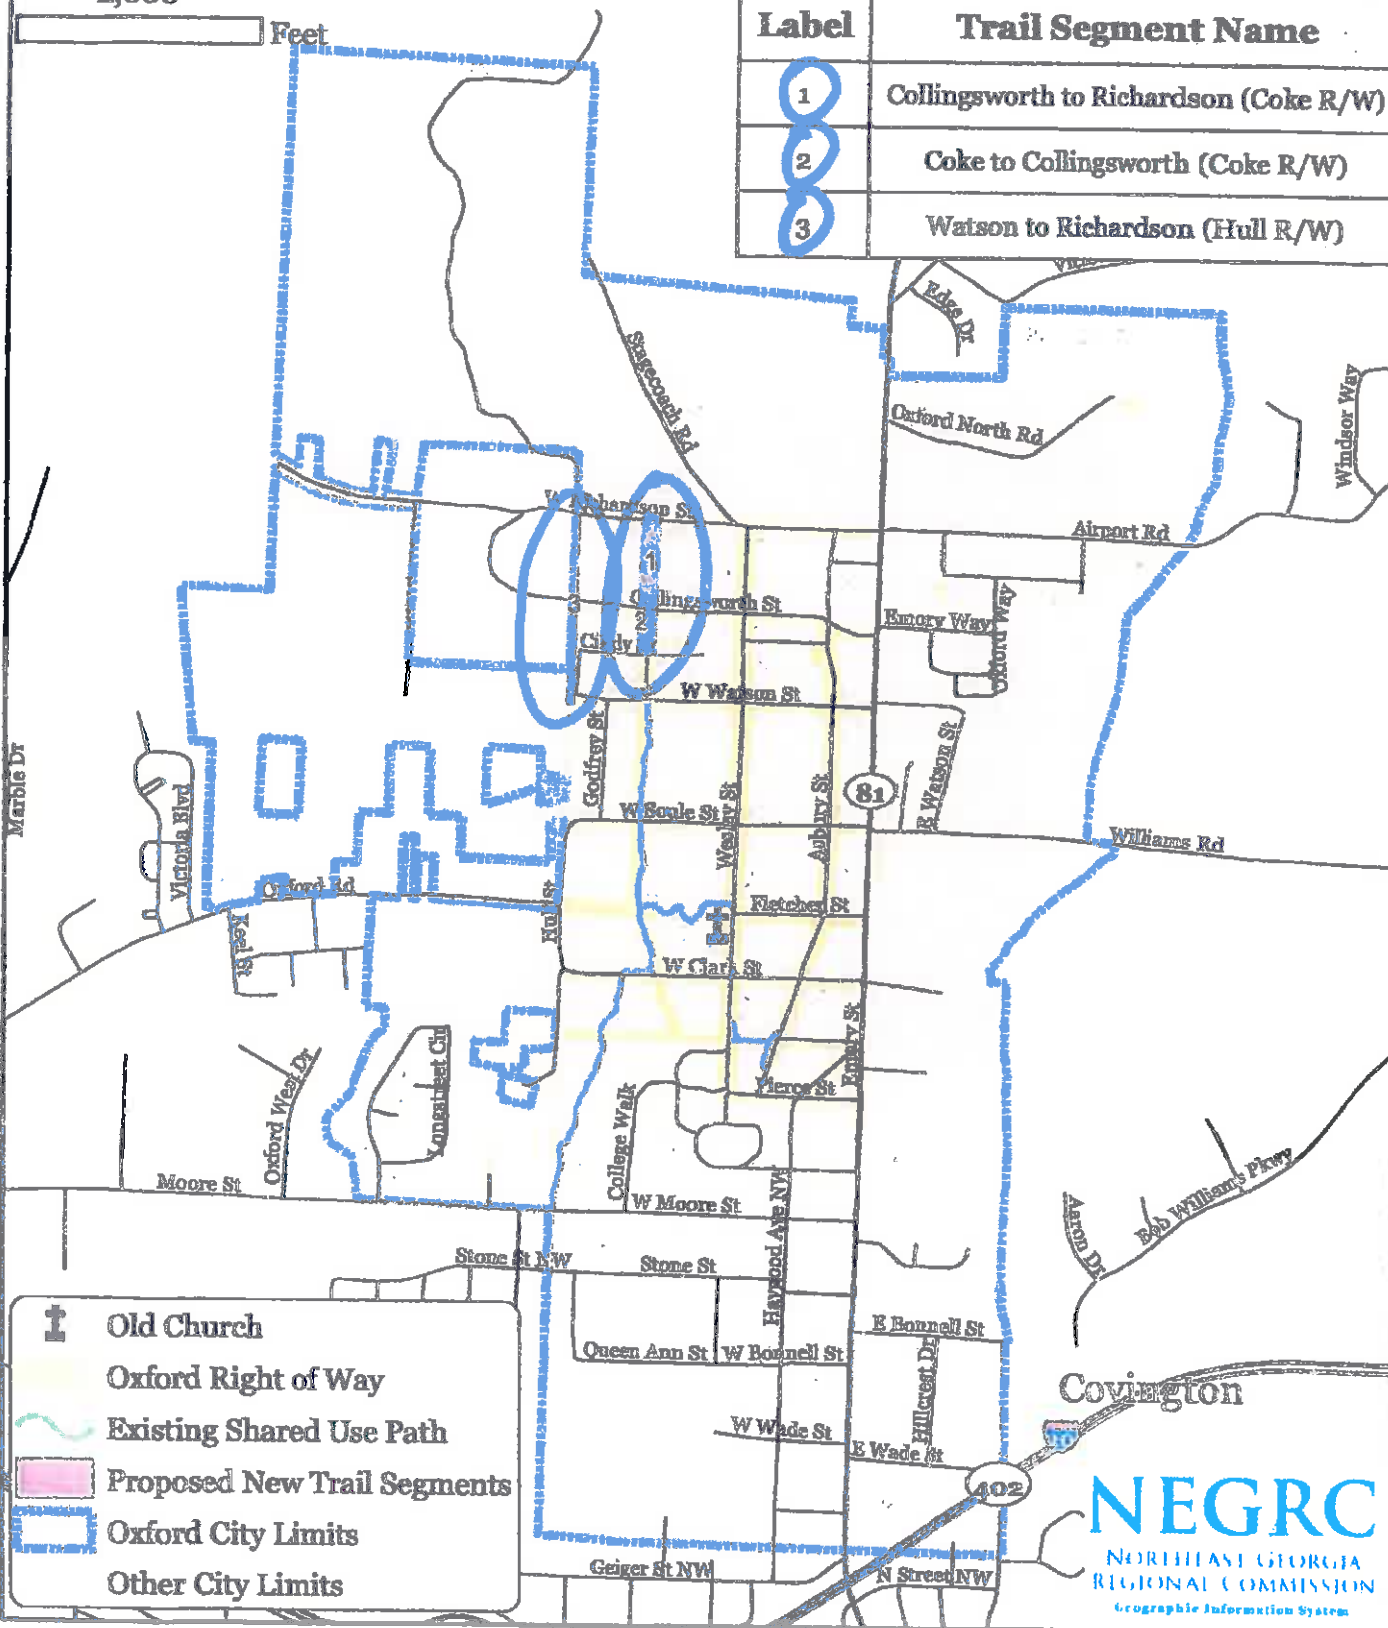 Feet
Label Trail Segment Name
1 Collingsworth to Richardson (Coke R/W)
2 Coke to Collingsworth (Coke R/W)
3 Watson to Richardson (Hull R/W)
Edge Dr
Stagecoach Rd
Oxford North Rd
Windsor Way
W Richardson St
Airport Rd
1
Collingsworth St
2
Emory Way
Oxford Way
Cindy
W Watson St
Godfrey St
E Watson St
Marble Dr
Victoria Blvd
81
W Soule St
Wesley St
Asbury St
Williams Rd
Oxford Rd
Hull St
Fletcher St
Keel St
W Clark St
Emory St
Longstreet Cir
Oxford West Dr
Pierce St
College Walk
Moore St
W Moore St
Haywood Ave NW
Aaron Dr
Bob Williams Pkwy
Stone St NW
Stone St
Old Church
E Bonnell St
Queen Ann St
W Bonnell St
Hillcrest Dr
Oxford Right of Way
Covington
Existing Shared Use Path
W Wade St
E Wade St
Proposed New Trail Segments
402
Oxford City Limits
Geiger St NW
N Street NW
Other City Limits
NEGRC
NORTHEAST GEORGIA
REGIONAL COMMISSION
Geographic Information System